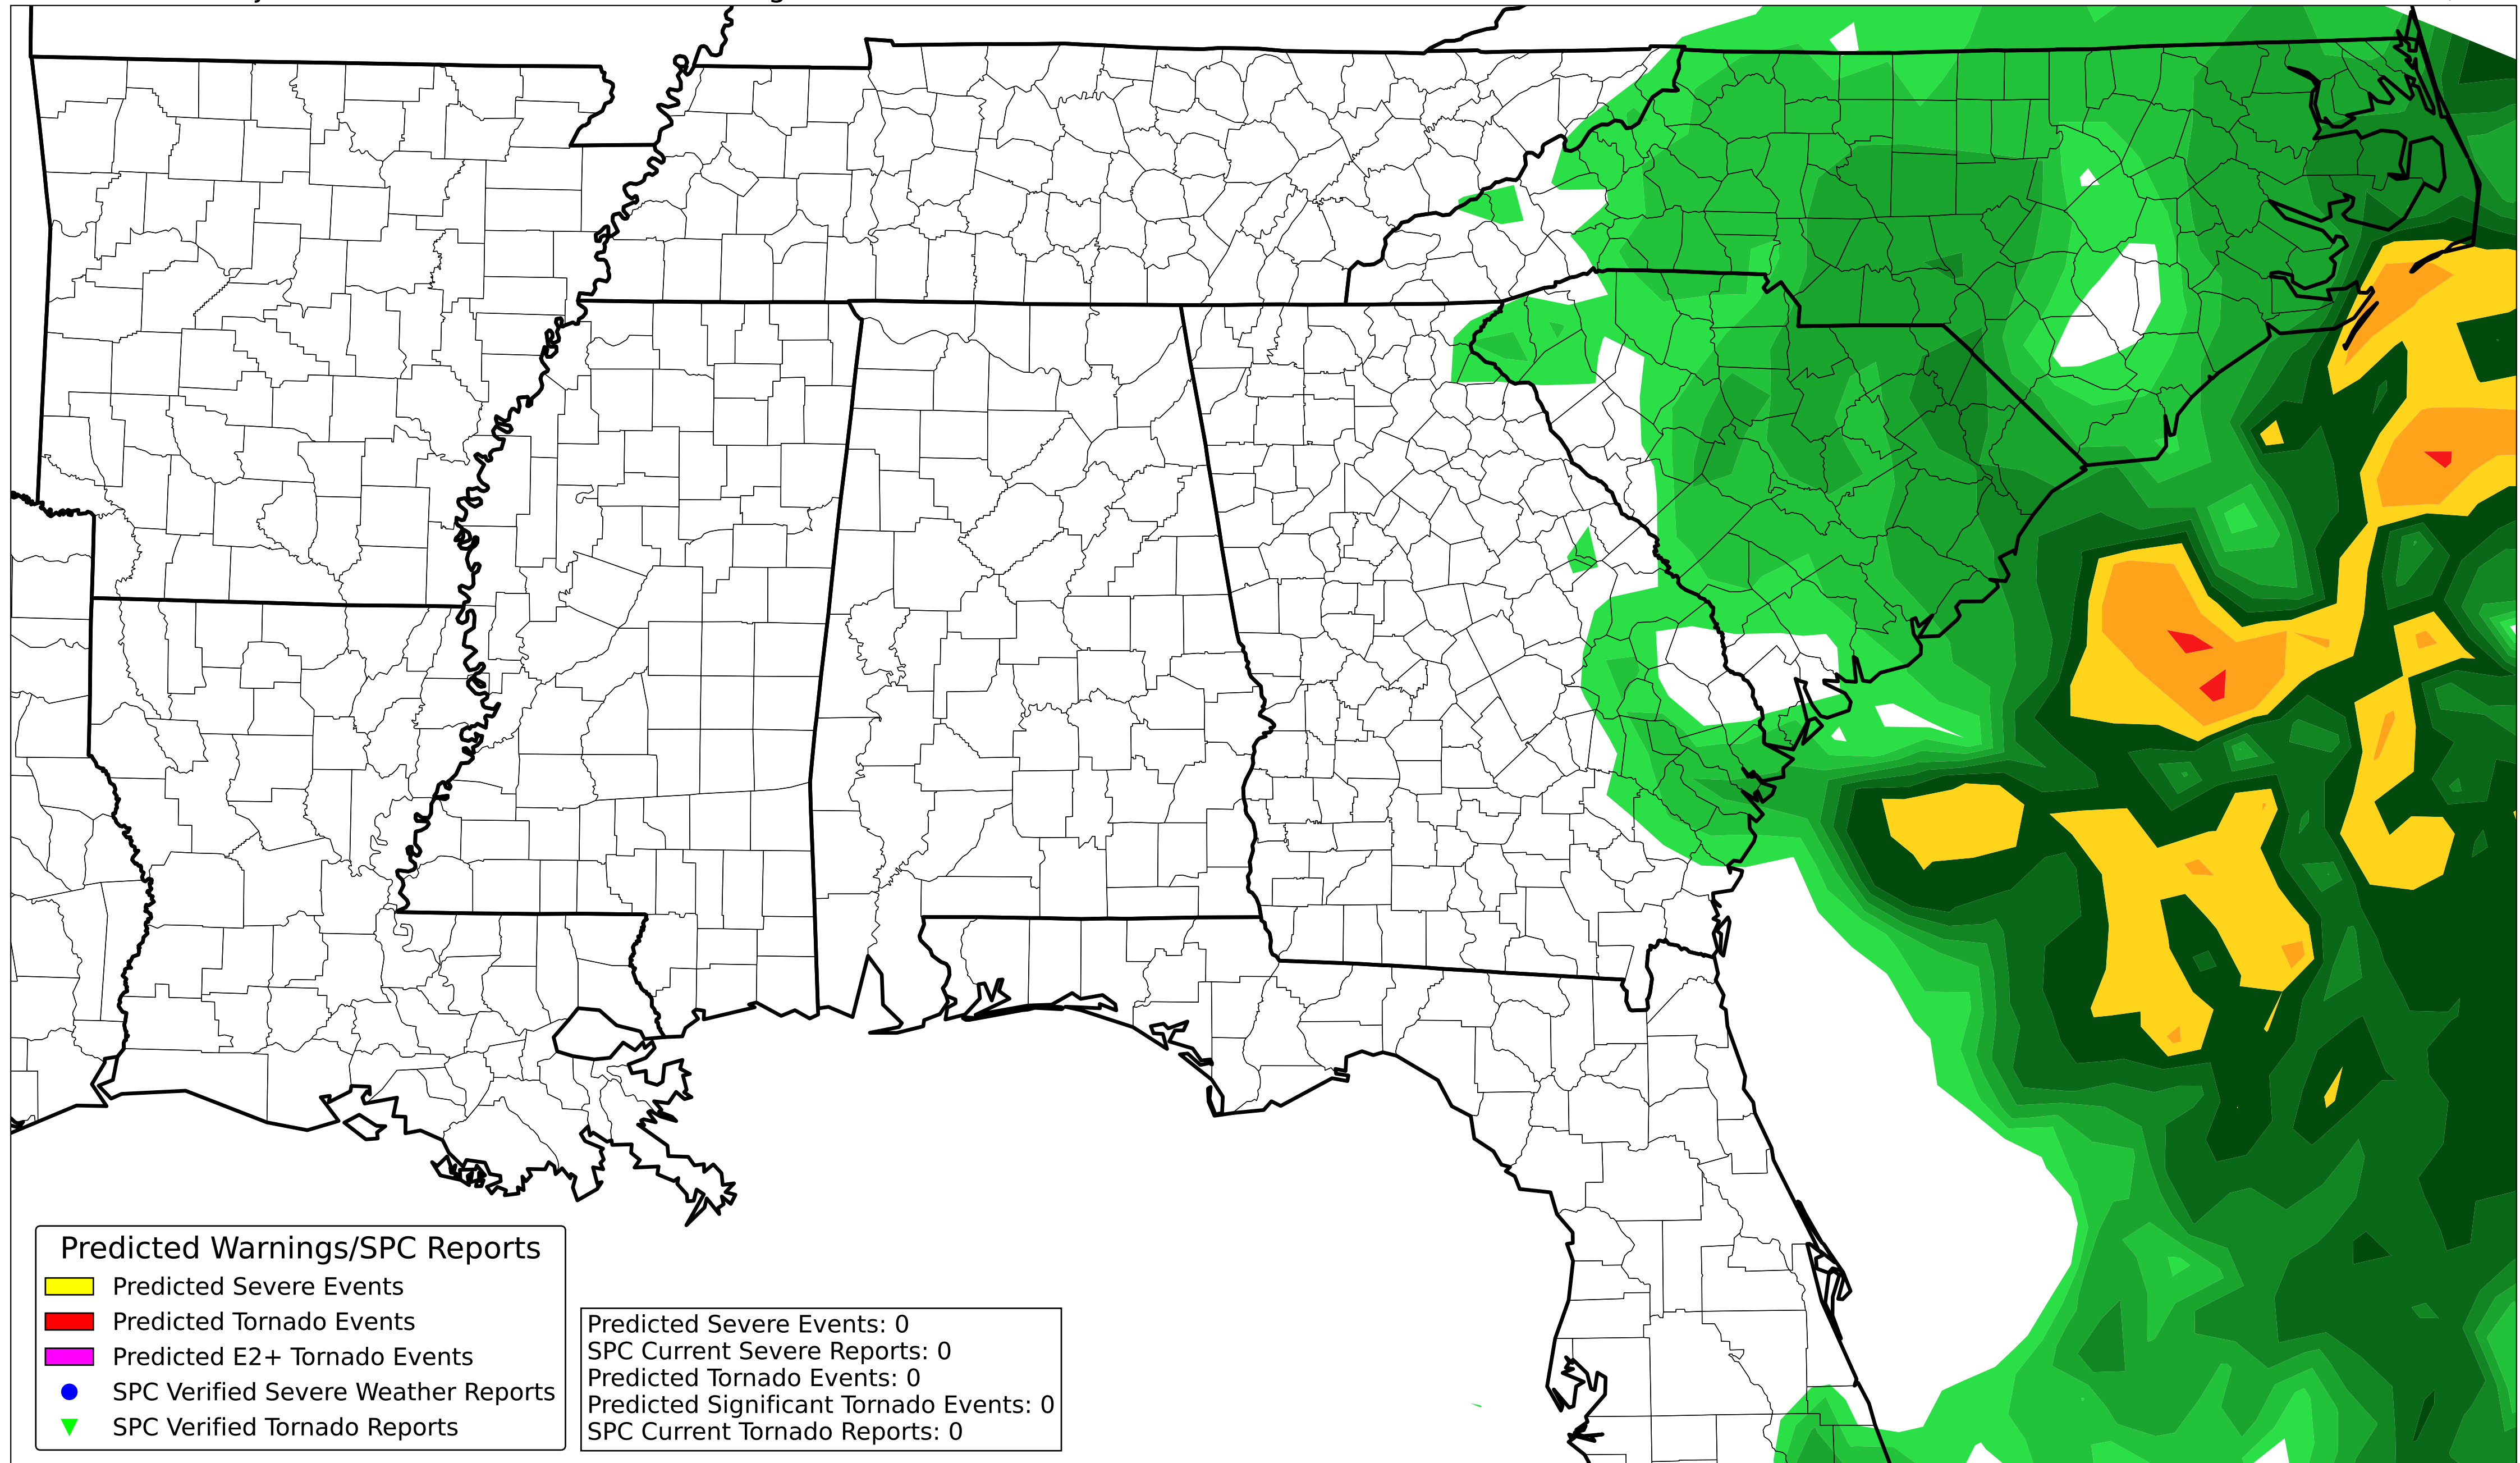 Predicted Warnings/SPC Reports
Predicted Severe Events
Predicted Tornado Events
Predicted E2+ Tornado Events
SPC Verified Severe Weather Reports
SPC Verified Tornado Reports
Predicted Severe Events: 0
SPC Current Severe Reports: 0
Predicted Tornado Events: 0
Predicted Significant Tornado Events: 0
SPC Current Tornado Reports: 0